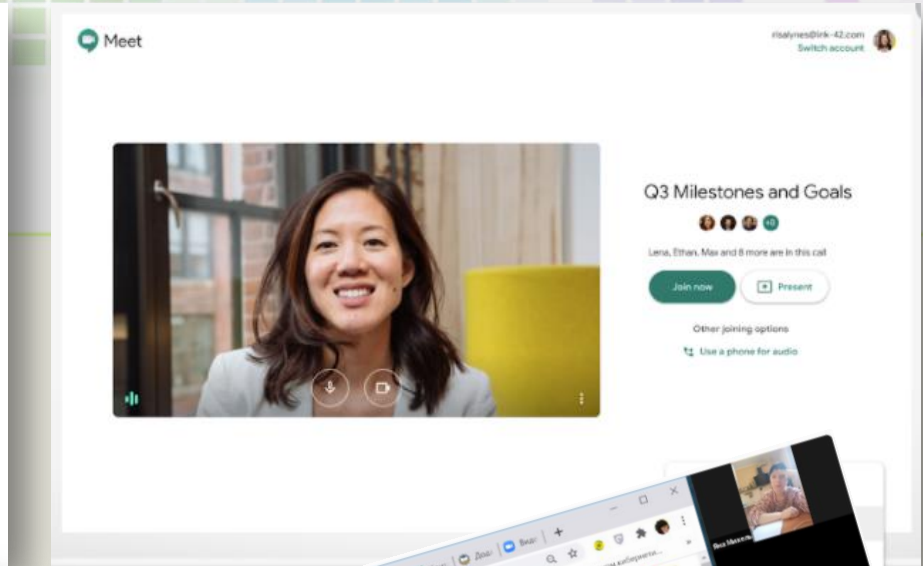 Meet
risalynes@ink-42.com
Switch account
Q3 Milestones and Goals
+8
Lena, Ethan, Max and 8 more are in this call
Join now
Present
Other joining options
Use a phone for audio